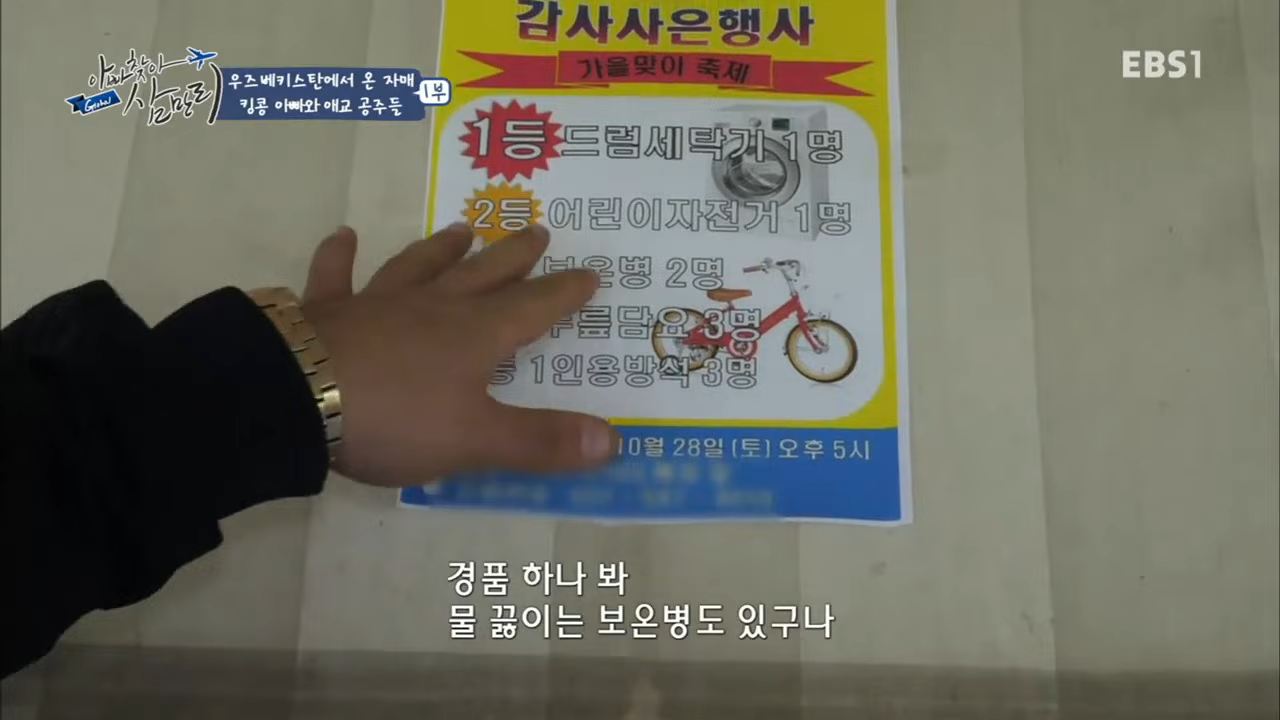 감사사은행사
가을맞이 축제
아빠찾아
Global
삼만리
우즈베키스탄에서 온 자매
킹콩 아빠와 애교 공주들
1부
EBS1
1등 드럼세탁기 1명
2등 어린이자전거 1명
보온병 2명
무릎담요 3명
등 1인용방석 3명
10월 28일 (토) 오후 5시
경품 하나 봐
물 끓이는 보온병도 있구나